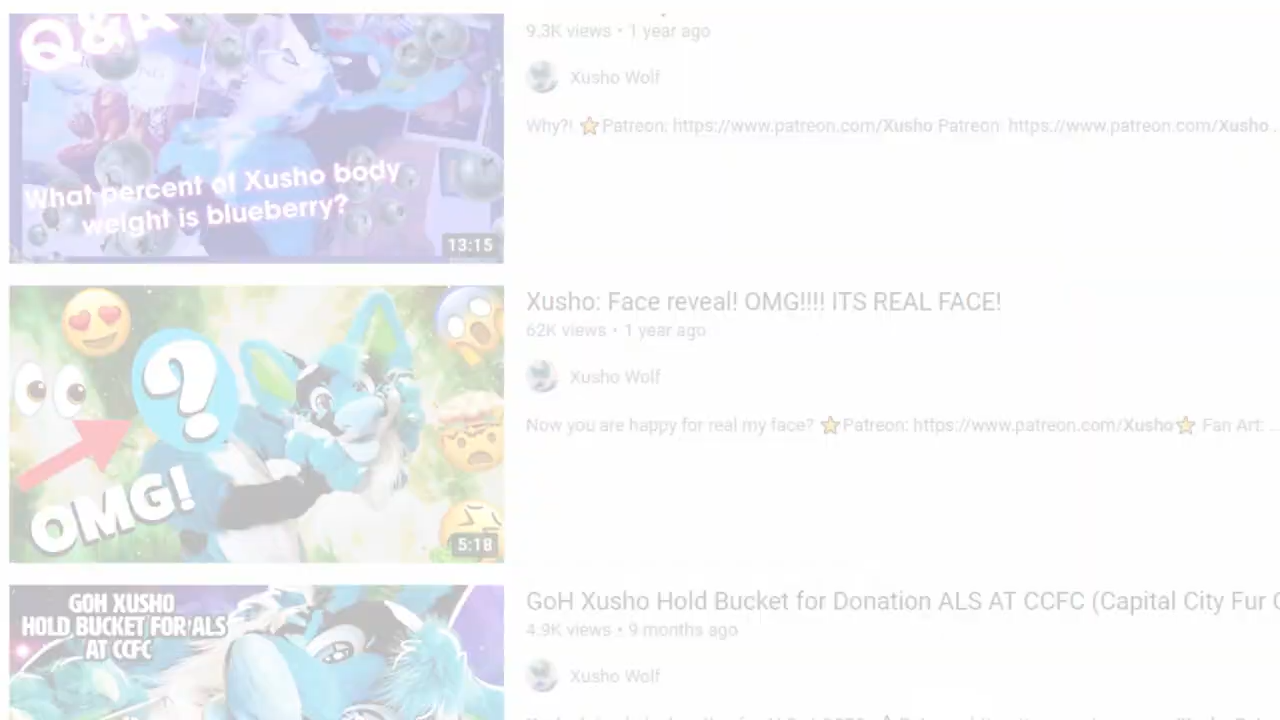 Q&A
What percent of Xusho body
weight is blueberry?
13:15
9.3K views • 1 year ago
Xusho Wolf
Why?! ⭐Patreon: https://www.patreon.com/Xusho Patreon: https://www.patreon.com/Xusho...
OMG!
5:18
Xusho: Face reveal! OMG!!!! ITS REAL FACE!
62K views • 1 year ago
Xusho Wolf
Now you are happy for real my face? ⭐Patreon: https://www.patreon.com/Xusho⭐ Fan Art: ...
GOH XUSHO
HOLD BUCKET FOR ALS
AT CCFC
GoH Xusho Hold Bucket for Donation ALS AT CCFC (Capital City Fur
4.9K views • 9 months ago
Xusho Wolf